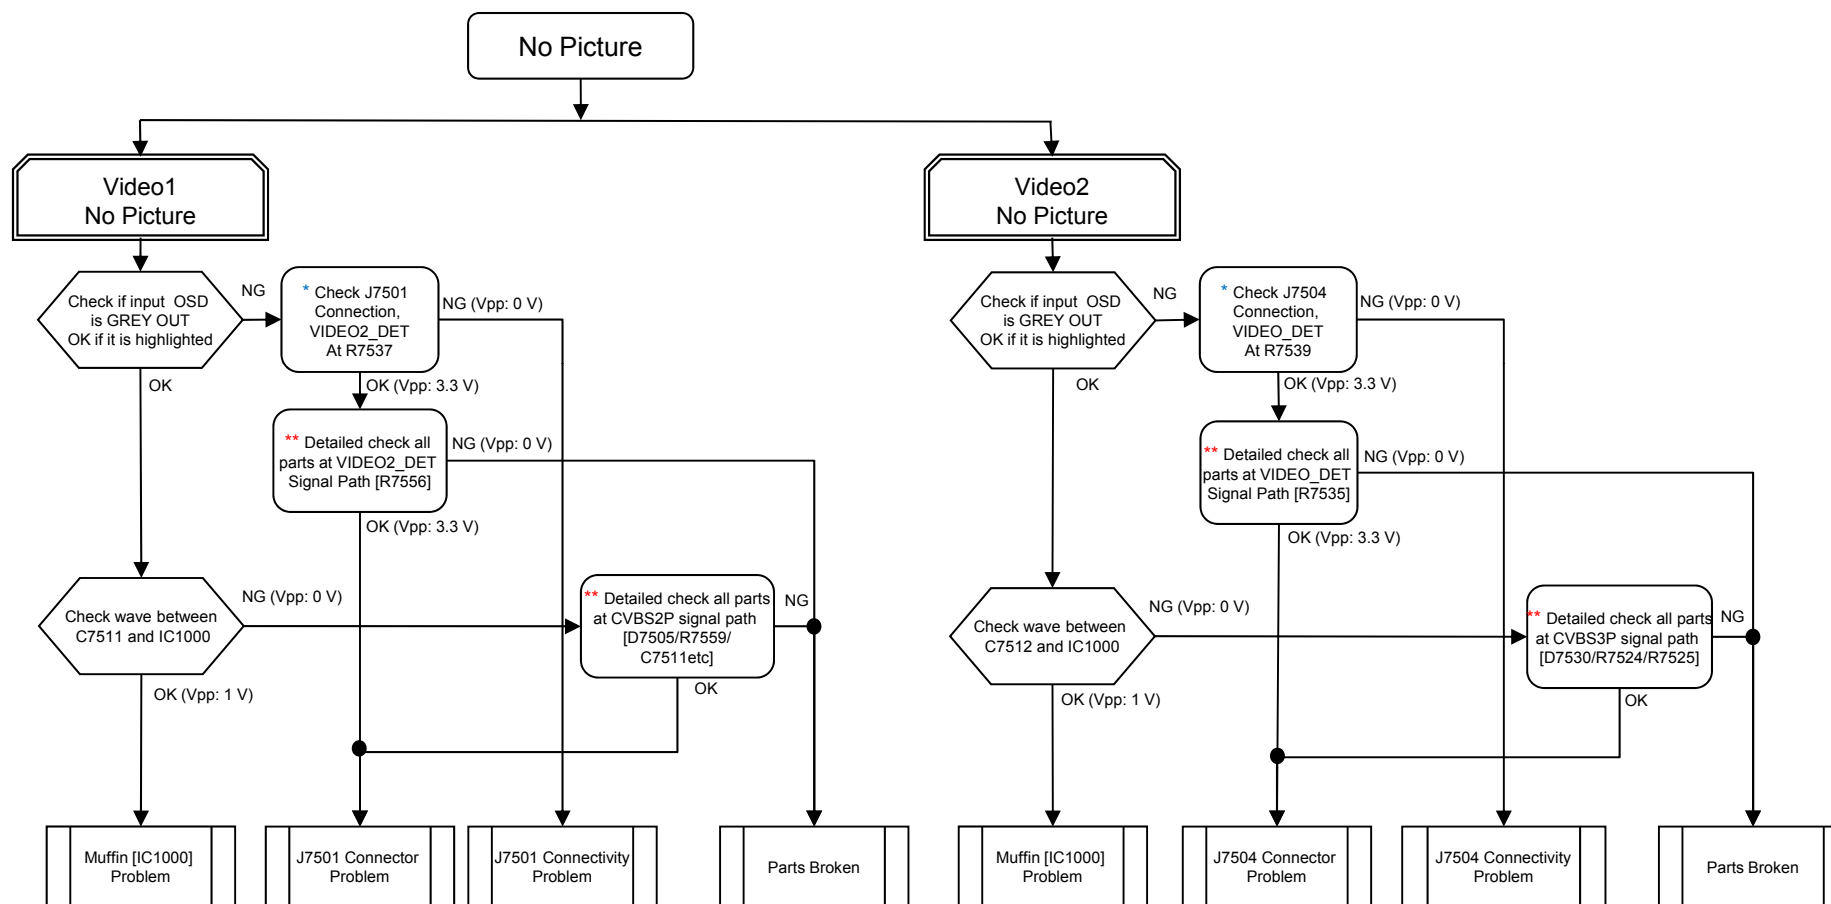 No Picture
Video1
No Picture
Check if input OSD
is GREY OUT
OK if it is highlighted
NG
OK
* Check J7501
Connection,
VIDEO2_DET
At R7537
NG (Vpp: 0 V)
OK (Vpp: 3.3 V)
** Detailed check all
parts at VIDEO2_DET
Signal Path [R7556]
NG (Vpp: 0 V)
OK (Vpp: 3.3 V)
Check wave between
C7511 and IC1000
NG (Vpp: 0 V)
OK (Vpp: 1 V)
** Detailed check all parts
at CVBS2P signal path
[D7505/R7559/
C7511etc]
NG
OK
Muffin [IC1000]
Problem
J7501 Connector
Problem
J7501 Connectivity
Problem
Parts Broken
Video2
No Picture
Check if input OSD
is GREY OUT
OK if it is highlighted
NG
OK
* Check J7504
Connection,
VIDEO_DET
At R7539
NG (Vpp: 0 V)
OK (Vpp: 3.3 V)
** Detailed check all
parts at VIDEO_DET
Signal Path [R7535]
NG (Vpp: 0 V)
OK (Vpp: 3.3 V)
Check wave between
C7512 and IC1000
NG (Vpp: 0 V)
OK (Vpp: 1 V)
** Detailed check all parts
at CVBS3P signal path
[D7530/R7524/R7525]
NG
OK
Muffin [IC1000]
Problem
J7504 Connector
Problem
J7504 Connectivity
Problem
Parts Broken